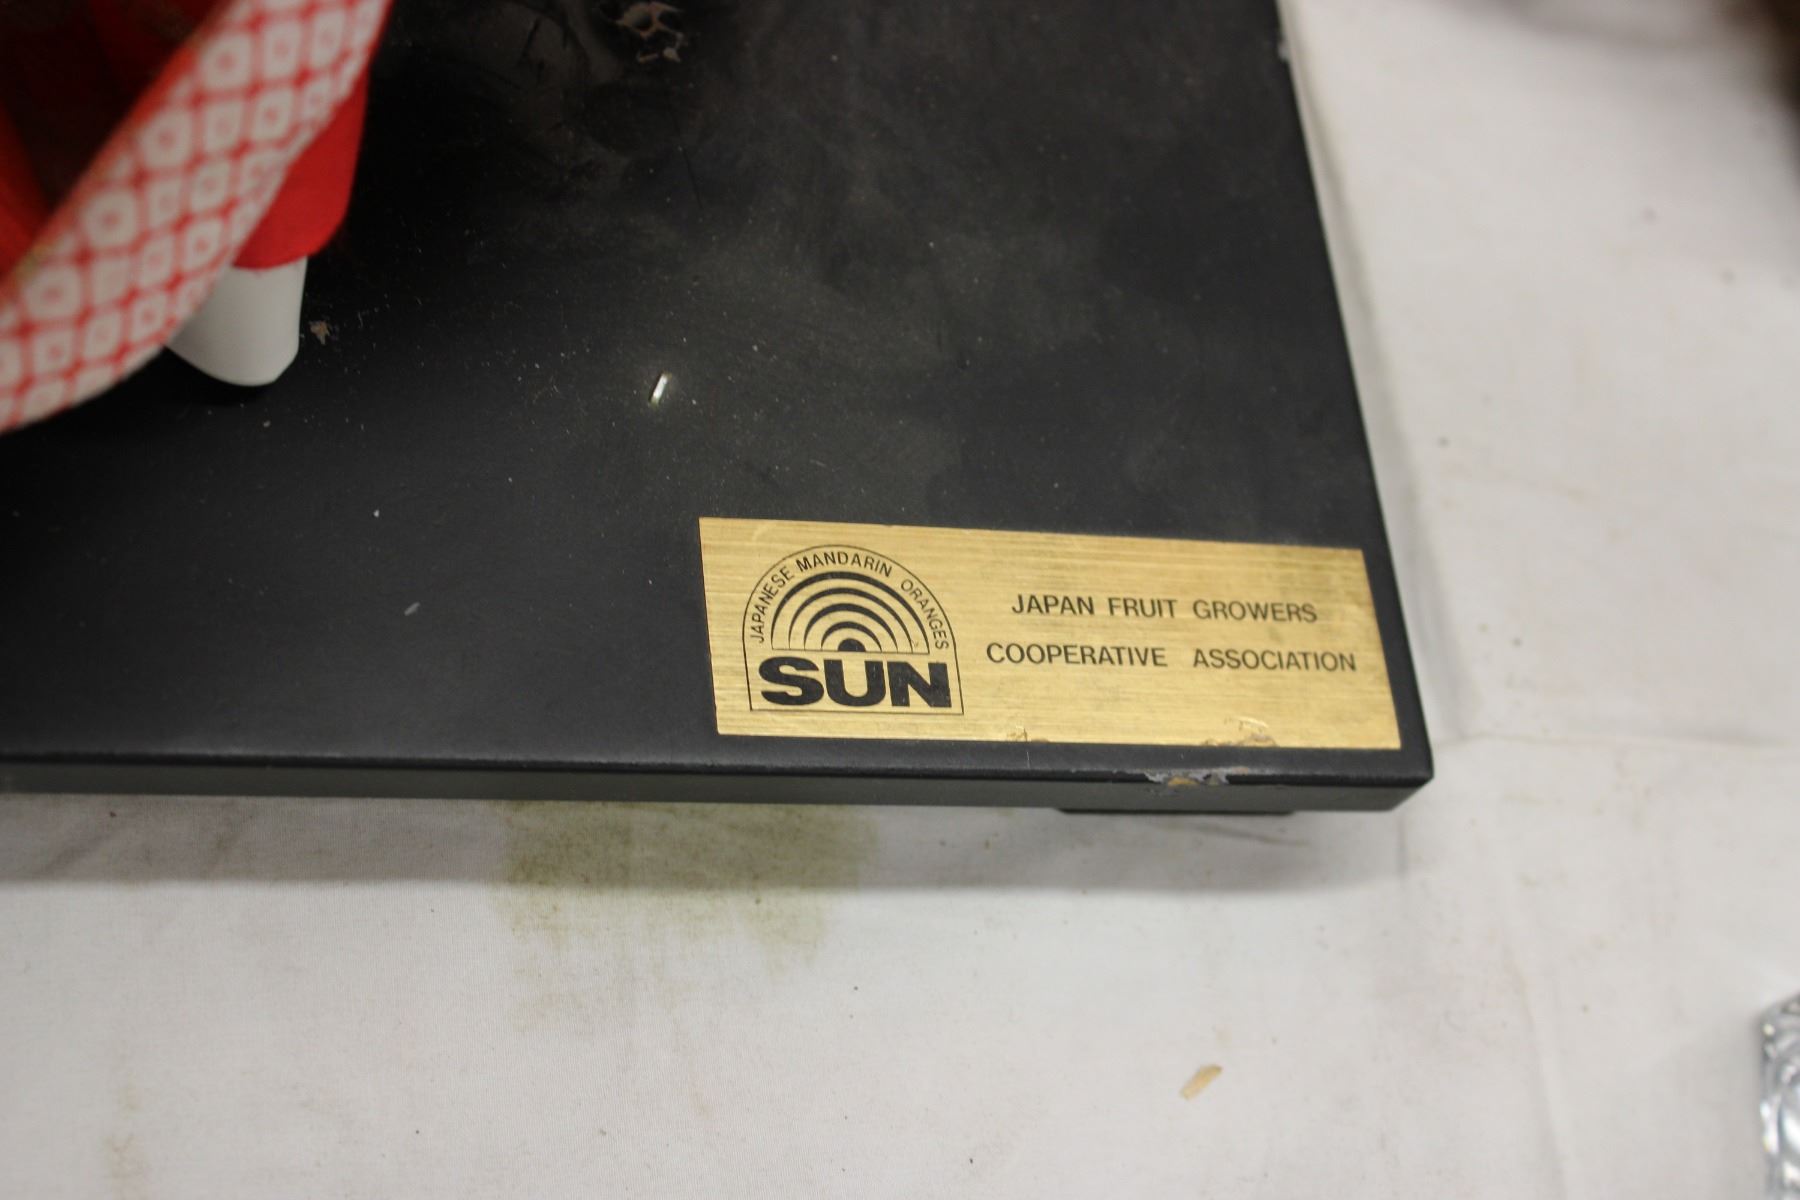 JAPANESE MANDARIN ORANGES
SUN
JAPAN FRUIT GROWERS
COOPERATIVE ASSOCIATION